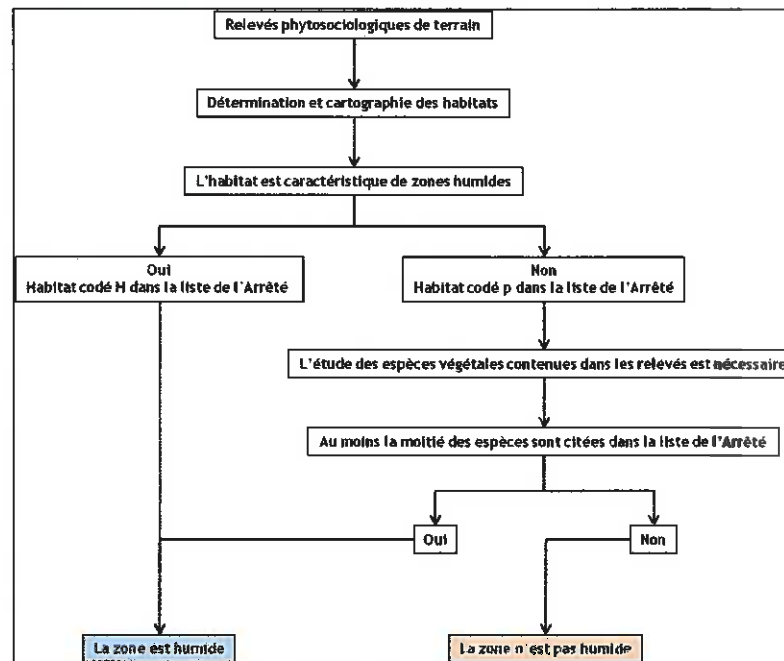 Relevés phytosociologiques de terrain
Détermination et cartographie des habitats
L'habitat est caractéristique de zones humides
Oui
Habitat codé H dans la liste de l'Arrêté
Non
Habitat codé p dans la liste de l'Arrêté
L'étude des espèces végétales contenues dans les relevés est nécessaire
Au moins la moitié des espèces sont citées dans la liste de l'Arrêté
Oui
Non
La zone est humide
La zone n'est pas humide